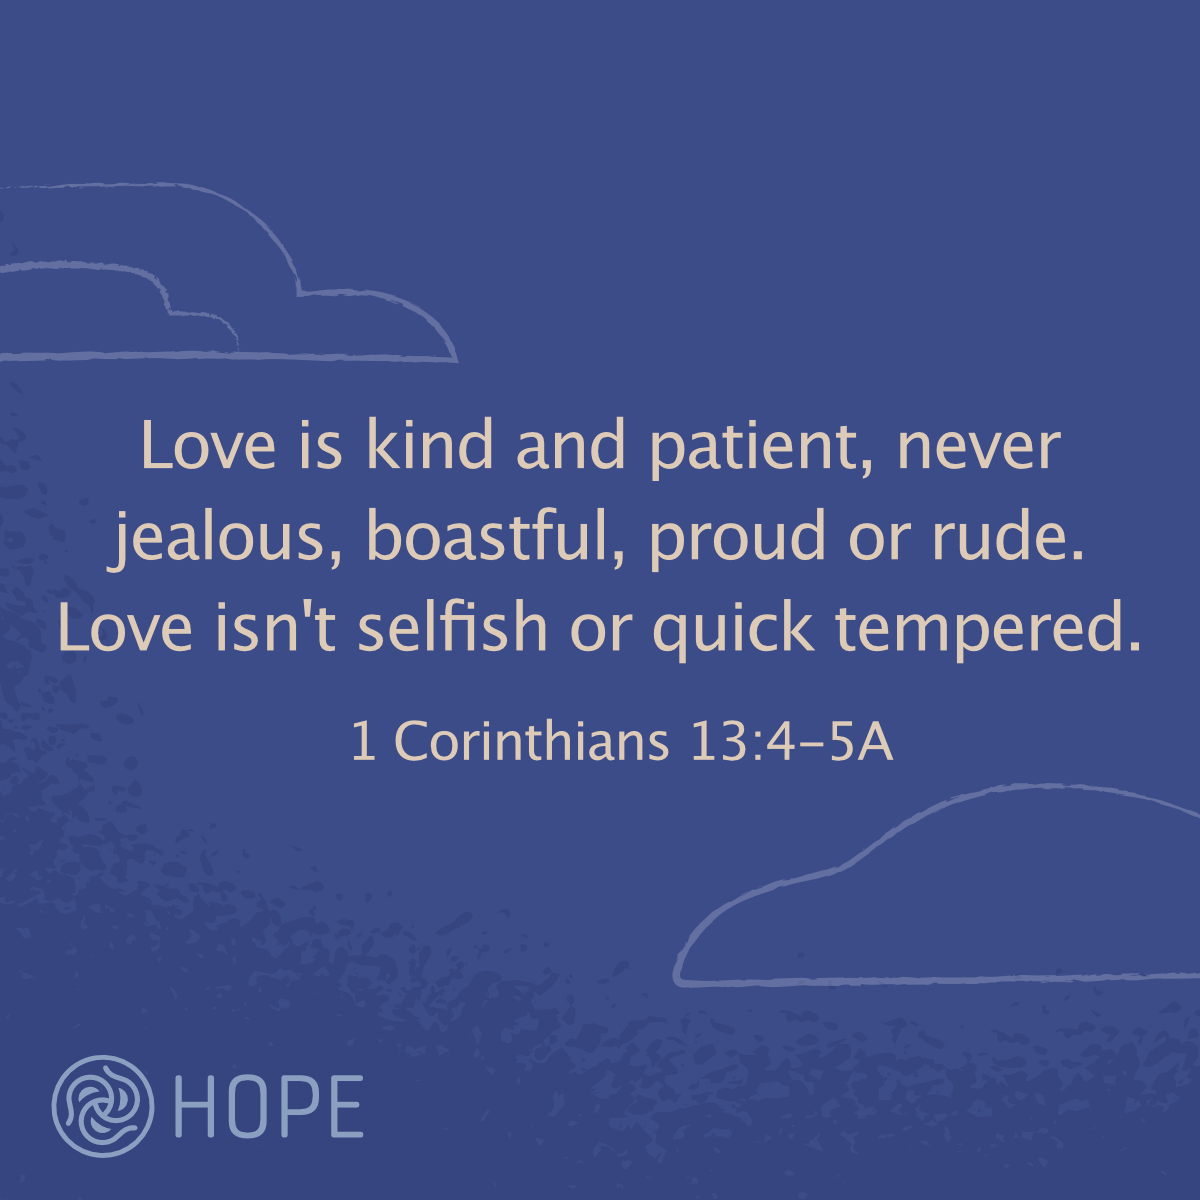 Love is kind and patient, never
jealous, boastful, proud or rude.
Love isn't selfish or quick tempered.
1 Corinthians 13:4–5A
HOPE